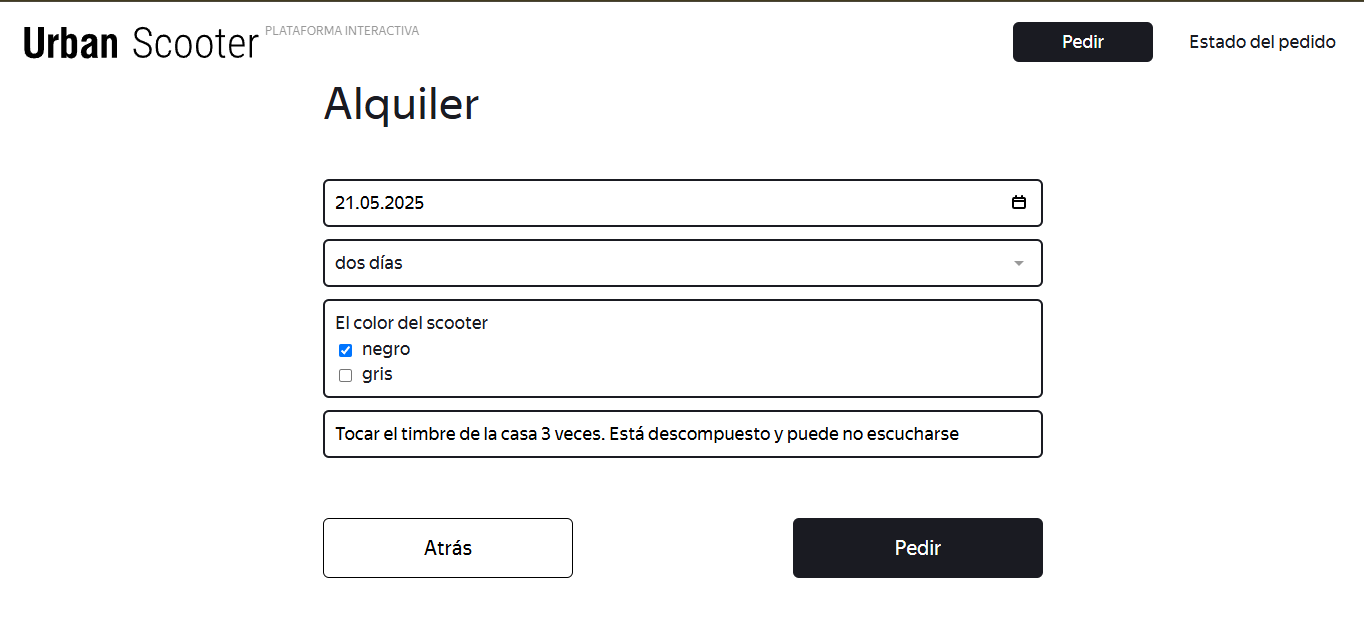 Urban Scooter PLATAFORMA INTERACTIVA
Pedir
Estado del pedido
Alquiler
21.05.2025
dos días
El color del scooter
negro
gris
Tocar el timbre de la casa 3 veces. Está descompuesto y puede no escucharse
Atrás
Pedir